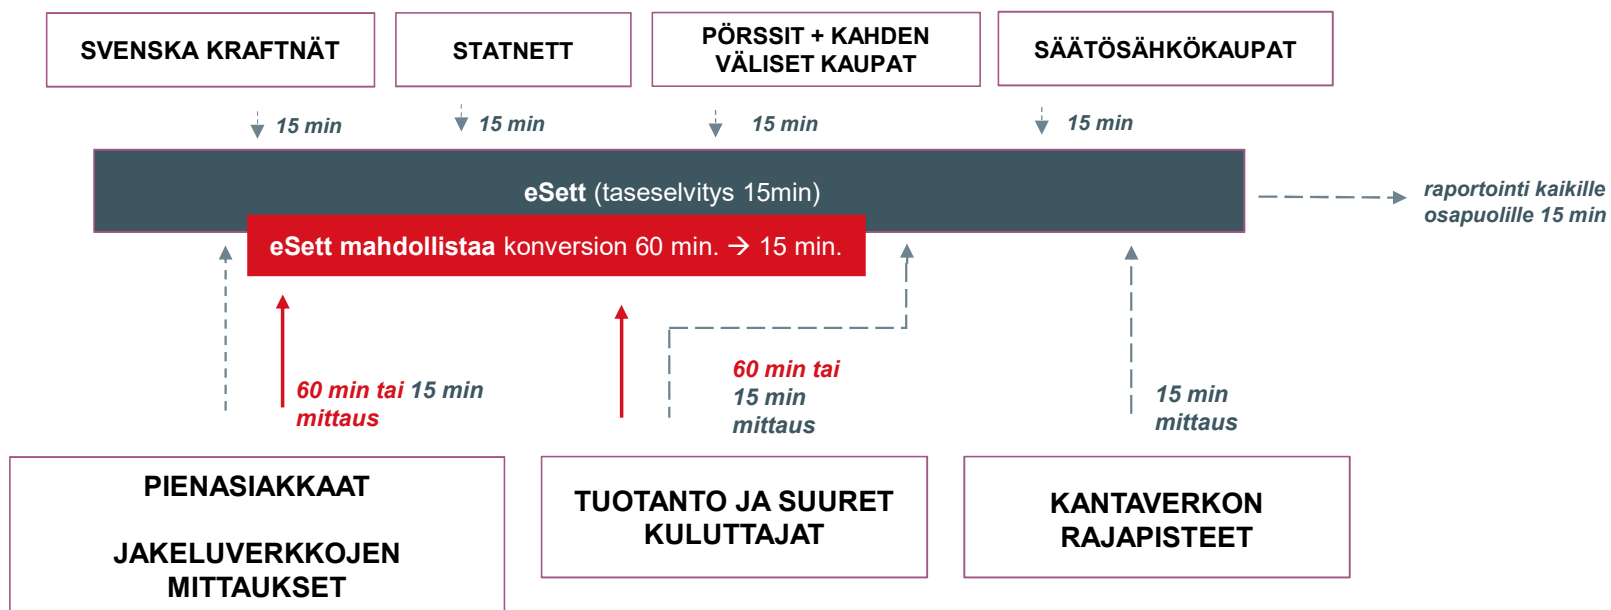 SVENSKA KRAFTNÄT
STATNETT
PÖRSSIT + KAHDEN
VÄLISET KAUPAT
SÄÄTÖSÄHKÖKAUPAT
15 min
15 min
15 min
15 min
eSett (taseselvitys 15min)
eSett mahdollistaa konversion 60 min. → 15 min.
raportointi kaikille
osapuolille 15 min
60 min tai 15 min
mittaus
60 min tai
15 min
mittaus
15 min
mittaus
PIENASIAKKAAT
JAKELUVERKKOJEN
MITTAUKSET
TUOTANTO JA SUURET
KULUTTAJAT
KANTAVERKON
RAJAPISTEET